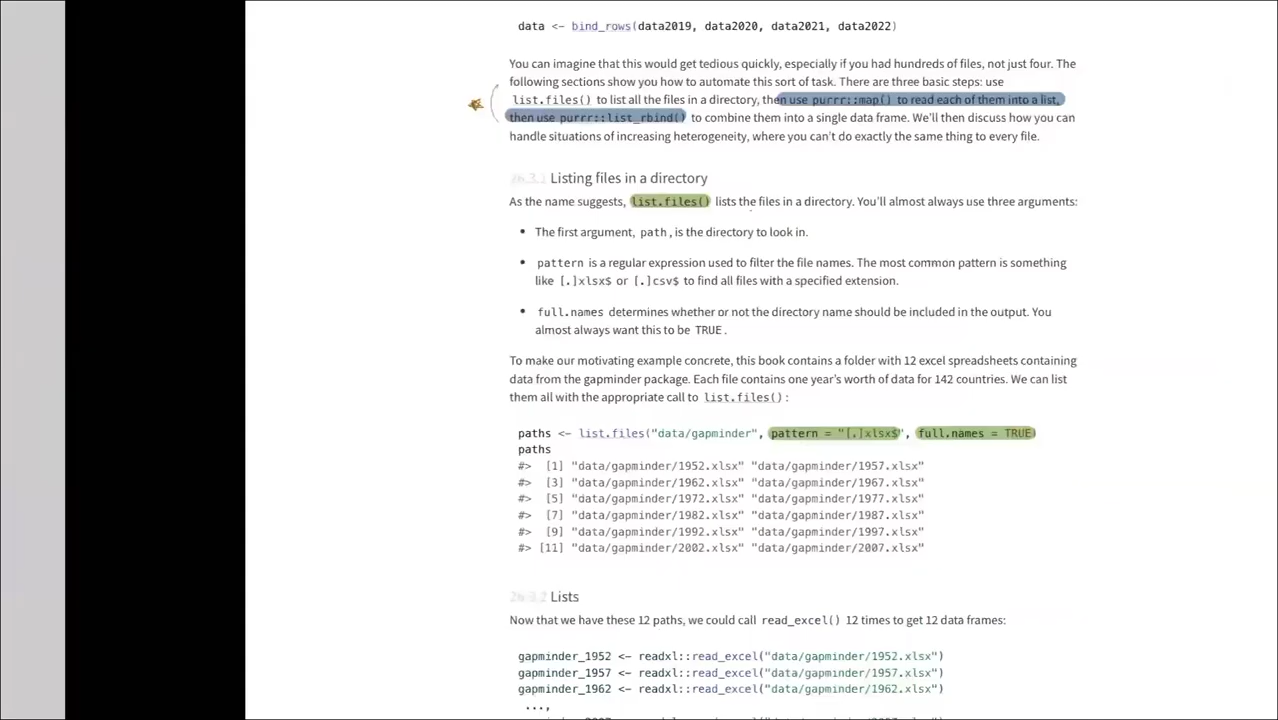 data <- bind_rows(data2019, data2020, data2021, data2022)
You can imagine that this would get tedious quickly, especially if you had hundreds of files, not just four. The
following sections show you how to automate this sort of task. There are three basic steps: use
list.files() to list all the files in a directory, then use purrr::map() to read each of them into a list,
then use purrr::list_rbind() to combine them into a single data frame. We'll then discuss how you can
handle situations of increasing heterogeneity, where you can't do exactly the same thing to every file.
26.3.1 Listing files in a directory
As the name suggests, list.files() lists the files in a directory. You'll almost always use three arguments:
• The first argument, path, is the directory to look in.
• pattern is a regular expression used to filter the file names. The most common pattern is something
like [.]xlsx$ or [.]csv$ to find all files with a specified extension.
• full.names determines whether or not the directory name should be included in the output. You
almost always want this to be TRUE.
To make our motivating example concrete, this book contains a folder with 12 excel spreadsheets containing
data from the gapminder package. Each file contains one year's worth of data for 142 countries. We can list
them all with the appropriate call to list.files():
paths <- list.files("data/gapminder", pattern = "[.]xlsx$", full.names = TRUE)
paths
#> [1] "data/gapminder/1952.xlsx" "data/gapminder/1957.xlsx"
#> [3] "data/gapminder/1962.xlsx" "data/gapminder/1967.xlsx"
#> [5] "data/gapminder/1972.xlsx" "data/gapminder/1977.xlsx"
#> [7] "data/gapminder/1982.xlsx" "data/gapminder/1987.xlsx"
#> [9] "data/gapminder/1992.xlsx" "data/gapminder/1997.xlsx"
#> [11] "data/gapminder/2002.xlsx" "data/gapminder/2007.xlsx"
26.3.2 Lists
Now that we have these 12 paths, we could call read_excel() 12 times to get 12 data frames:
gapminder_1952 <- readxl::read_excel("data/gapminder/1952.xlsx")
gapminder_1957 <- readxl::read_excel("data/gapminder/1957.xlsx")
gapminder_1962 <- readxl::read_excel("data/gapminder/1962.xlsx")
...,